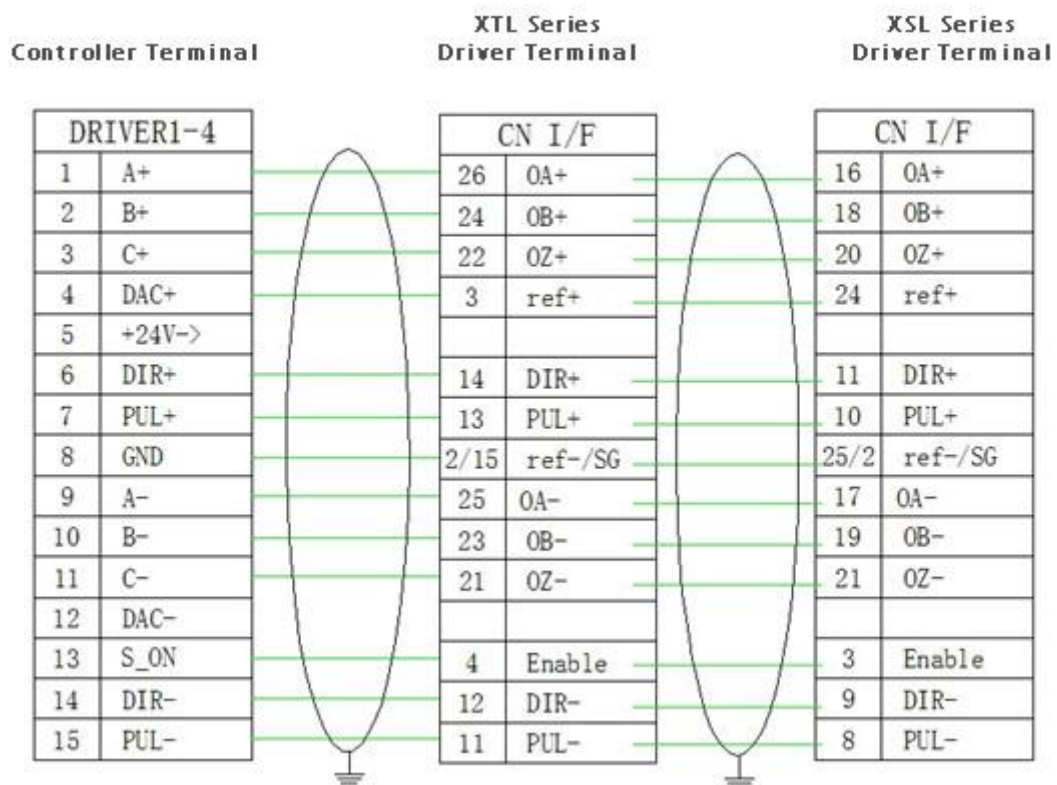 XTL Series XSL Series
Controller Terminal Driver Terminal Driver Terminal
DRIVER1-4 CN I/F CN I/F
1 A+ 26 OA+ 16 OA+
2 B+ 24 OB+ 18 OB+
3 C+ 22 OZ+ 20 OZ+
4 DAC+ 3 ref+ 24 ref+
5 +24V->
6 DIR+ 14 DIR+ 11 DIR+
7 PUL+ 13 PUL+ 10 PUL+
8 GND 2/15 ref-/SG 25/2 ref-/SG
9 A- 25 OA- 17 OA-
10 B- 23 OB- 19 OB-
11 C- 21 OZ- 21 OZ-
12 DAC-
13 S_ON 4 Enable 3 Enable
14 DIR- 12 DIR- 9 DIR-
15 PUL- 11 PUL- 8 PUL-